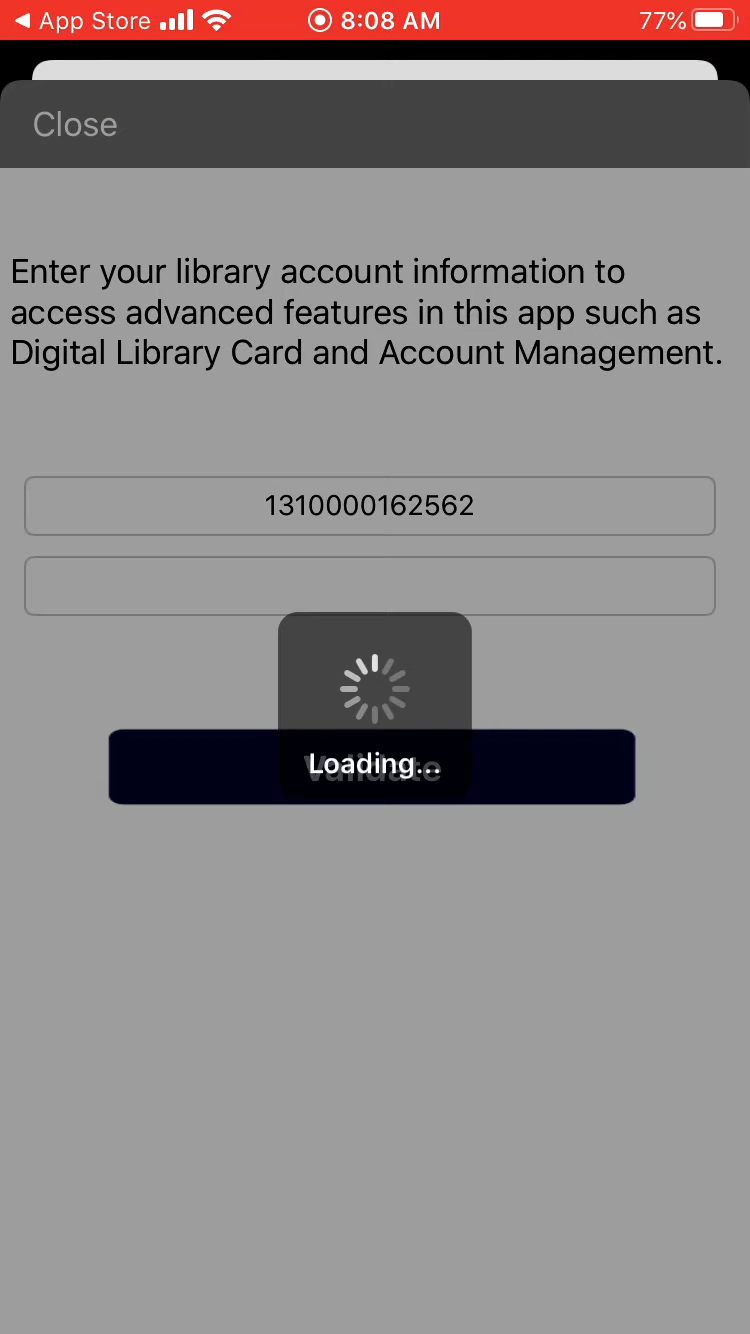 ◀ App Store 8:08 AM 77%
Close
Enter your library account information to
access advanced features in this app such as
Digital Library Card and Account Management.
1310000162562
Loading...
Validate